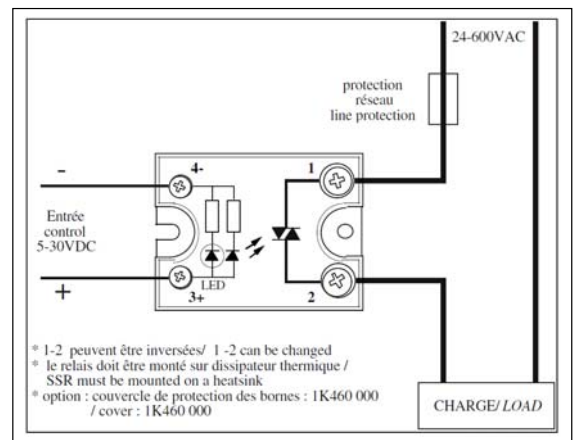 24-600VAC
protection
réseau
line protection
-
4-
1
Entrée
control
5-30VDC
+
3+
LED
2
* 1-2 peuvent être inversées/ 1 -2 can be changed
* le relais doit être monté sur dissipateur thermique /
SSR must be mounted on a heatsink
* option : couvercle de protection des bornes : 1K460 000
/ cover : 1K460 000
CHARGE/ LOAD